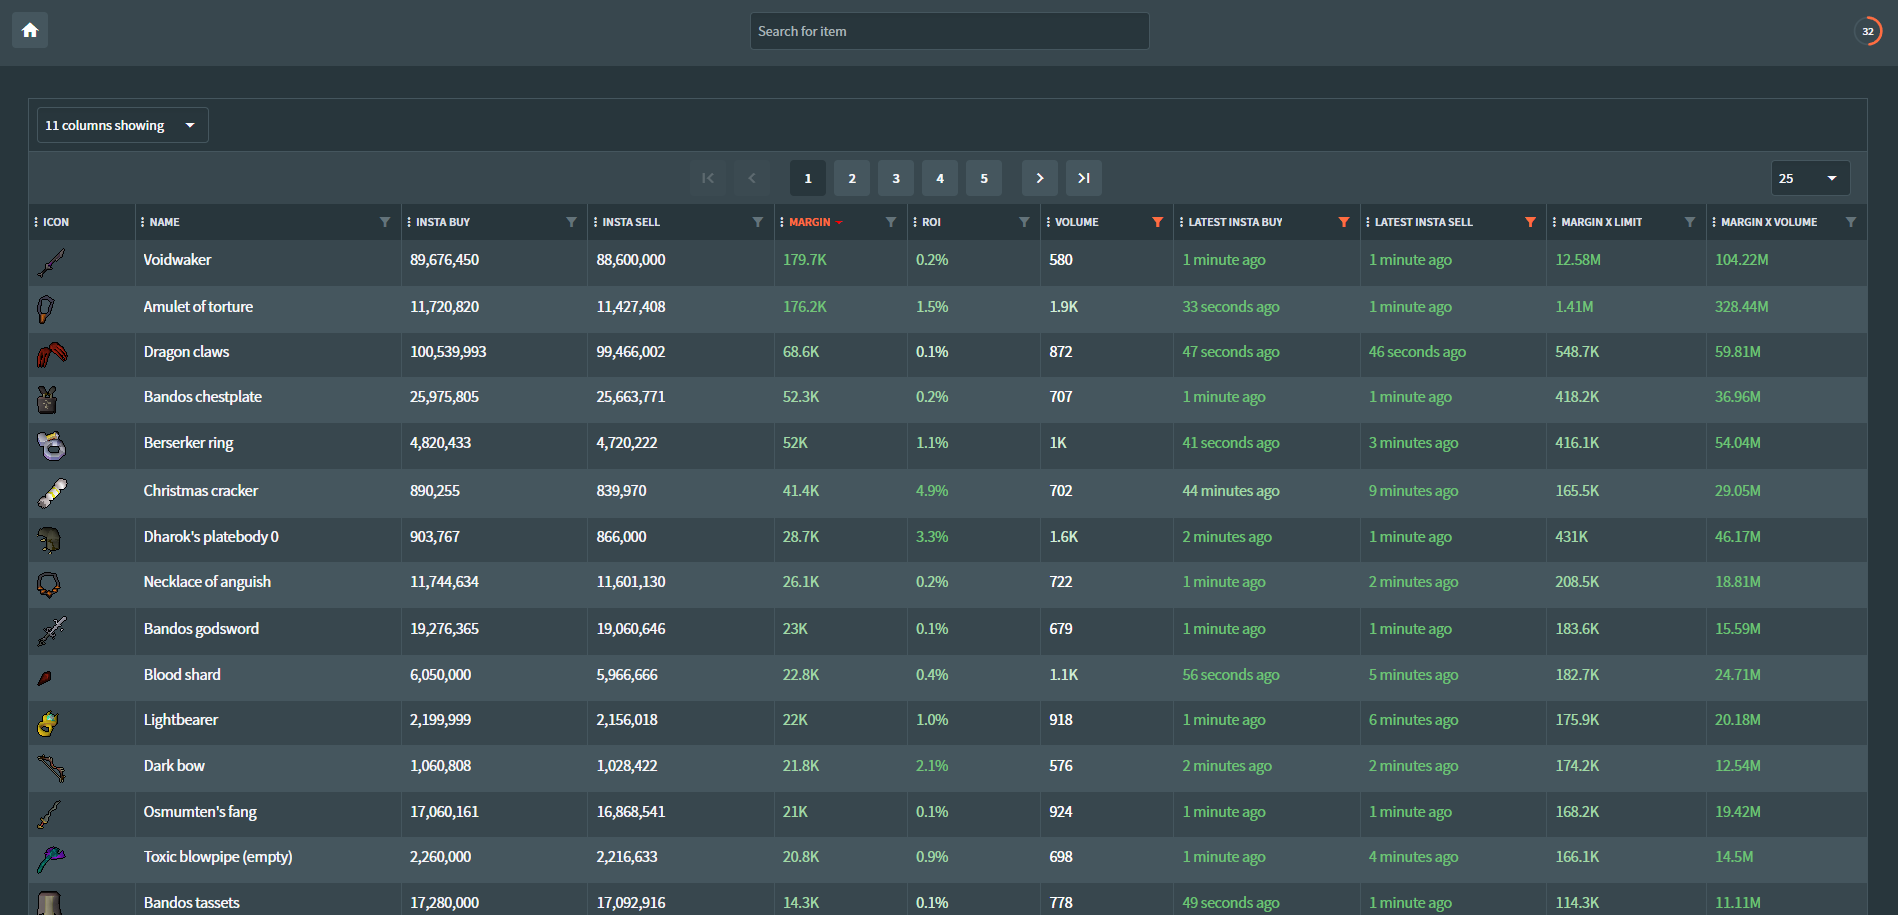 Search for item
32
11 columns showing
1 2 3 4 5
25
ICON NAME INSTA BUY INSTA SELL MARGIN ROI VOLUME LATEST INSTA BUY LATEST INSTA SELL MARGIN X LIMIT MARGIN X VOLUME
Voidwaker 89,676,450 88,600,000 179.7K 0.2% 580 1 minute ago 1 minute ago 12.58M 104.22M
Amulet of torture 11,720,820 11,427,408 176.2K 1.5% 1.9K 33 seconds ago 1 minute ago 1.41M 328.44M
Dragon claws 100,539,993 99,466,002 68.6K 0.1% 872 47 seconds ago 46 seconds ago 548.7K 59.81M
Bandos chestplate 25,975,805 25,663,771 52.3K 0.2% 707 1 minute ago 1 minute ago 418.2K 36.96M
Berserker ring 4,820,433 4,720,222 52K 1.1% 1K 41 seconds ago 3 minutes ago 416.1K 54.04M
Christmas cracker 890,255 839,970 41.4K 4.9% 702 44 minutes ago 9 minutes ago 165.5K 29.05M
Dharok's platebody 0 903,767 866,000 28.7K 3.3% 1.6K 2 minutes ago 1 minute ago 431K 46.17M
Necklace of anguish 11,744,634 11,601,130 26.1K 0.2% 722 1 minute ago 2 minutes ago 208.5K 18.81M
Bandos godsword 19,276,365 19,060,646 23K 0.1% 679 1 minute ago 1 minute ago 183.6K 15.59M
Blood shard 6,050,000 5,966,666 22.8K 0.4% 1.1K 56 seconds ago 5 minutes ago 182.7K 24.71M
Lightbearer 2,199,999 2,156,018 22K 1.0% 918 1 minute ago 6 minutes ago 175.9K 20.18M
Dark bow 1,060,808 1,028,422 21.8K 2.1% 576 2 minutes ago 2 minutes ago 174.2K 12.54M
Osmumten's fang 17,060,161 16,868,541 21K 0.1% 924 1 minute ago 1 minute ago 168.2K 19.42M
Toxic blowpipe (empty) 2,260,000 2,216,633 20.8K 0.9% 698 1 minute ago 4 minutes ago 166.1K 14.5M
Bandos tassets 17,280,000 17,092,916 14.3K 0.1% 778 49 seconds ago 1 minute ago 114.3K 11.11M